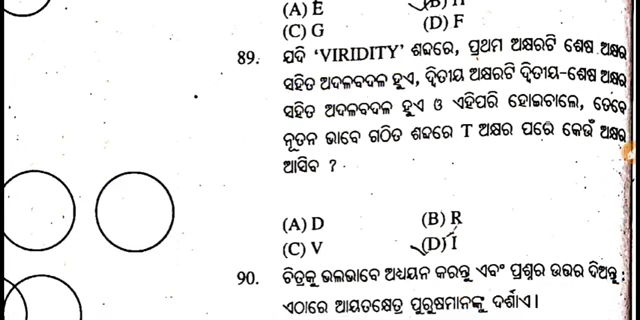 (A) E (B) H
(C) G (D) F
89. ଯଦି ‘VIRIDITY’ ଶବ୍ଦରେ, ପ୍ରଥମ ଅକ୍ଷରଟି ଶେଷ ଅକ୍ଷର
ସହିତ ଅଦଳବଦଳ ହୁଏ, ଦ୍ୱିତୀୟ ଅକ୍ଷରଟି ଦ୍ୱିତୀୟ-ଶେଷ ଅକ୍ଷର
ସହିତ ଅଦଳବଦଳ ହୁଏ ଓ ଏହିପରି ହୋଇଚାଲେ, ତେବେ
ନୂତନ ଭାବେ ଗଠିତ ଶବ୍ଦରେ T ଅକ୍ଷର ପରେ କେଉଁ ଅକ୍ଷର
ଆସିବ ?
(A) D (B) R
(C) V (D) I
90. ଚିତ୍ରକୁ ଭଲଭାବେ ଅଧ୍ୟୟନ କରନ୍ତୁ ଏବଂ ପ୍ରଶ୍ନର ଉତ୍ତର ଦିଅନ୍ତୁ :
ଏଠାରେ ଆୟତକ୍ଷେତ୍ର ପୁରୁଷମାନଙ୍କୁ ଦର୍ଶାଏ।